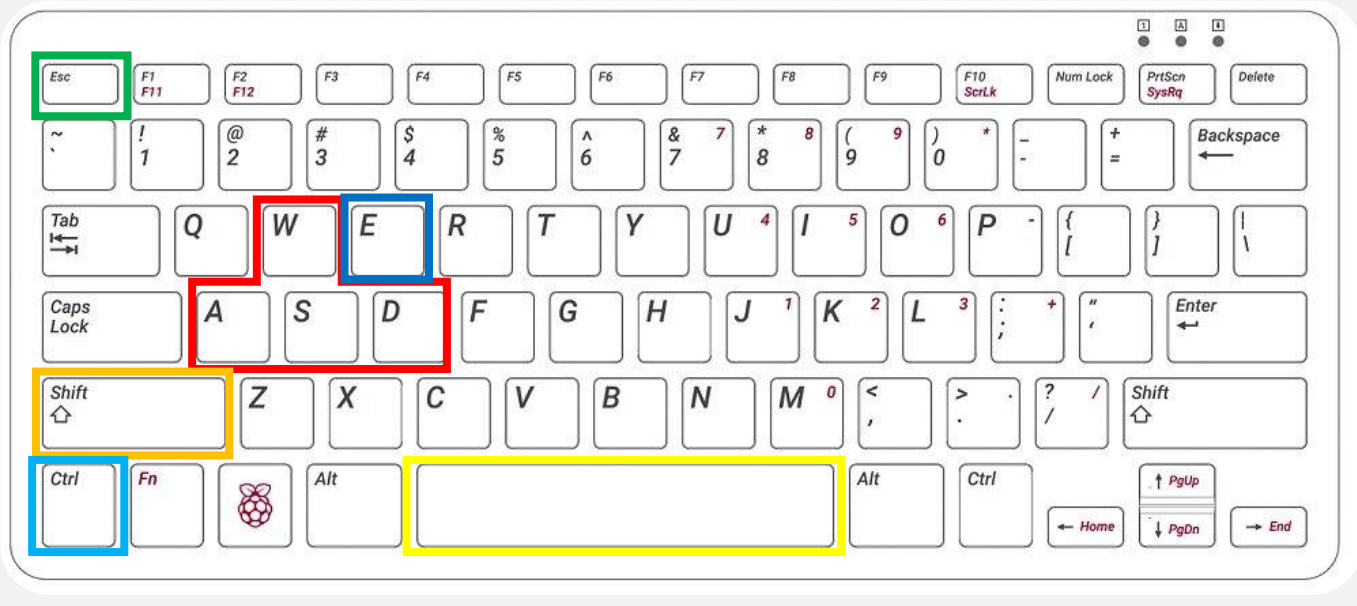 1 A
Esc F1 F2 F3 F4 F5 F6 F7 F8 F9 F10 Num Lock PrtScn Delete
F11 F12 ScrLk SysRq
~ ! @ # $ % ^ & 7 * 8 ( 9 ) * _ + Backspace
` 1 2 3 4 5 6 7 8 9 0 - =
Tab Q W E R T Y U 4 I 5 O 6 P - { } |
[ ] \
Caps A S D F G H J 1 K 2 L 3 : + " Enter
Lock ; '
Shift Z X C V B N M 0 < > . ? / Shift
, . /
Ctrl Fn Alt Alt Ctrl ↑ PgUp
← Home ↓ PgDn → End